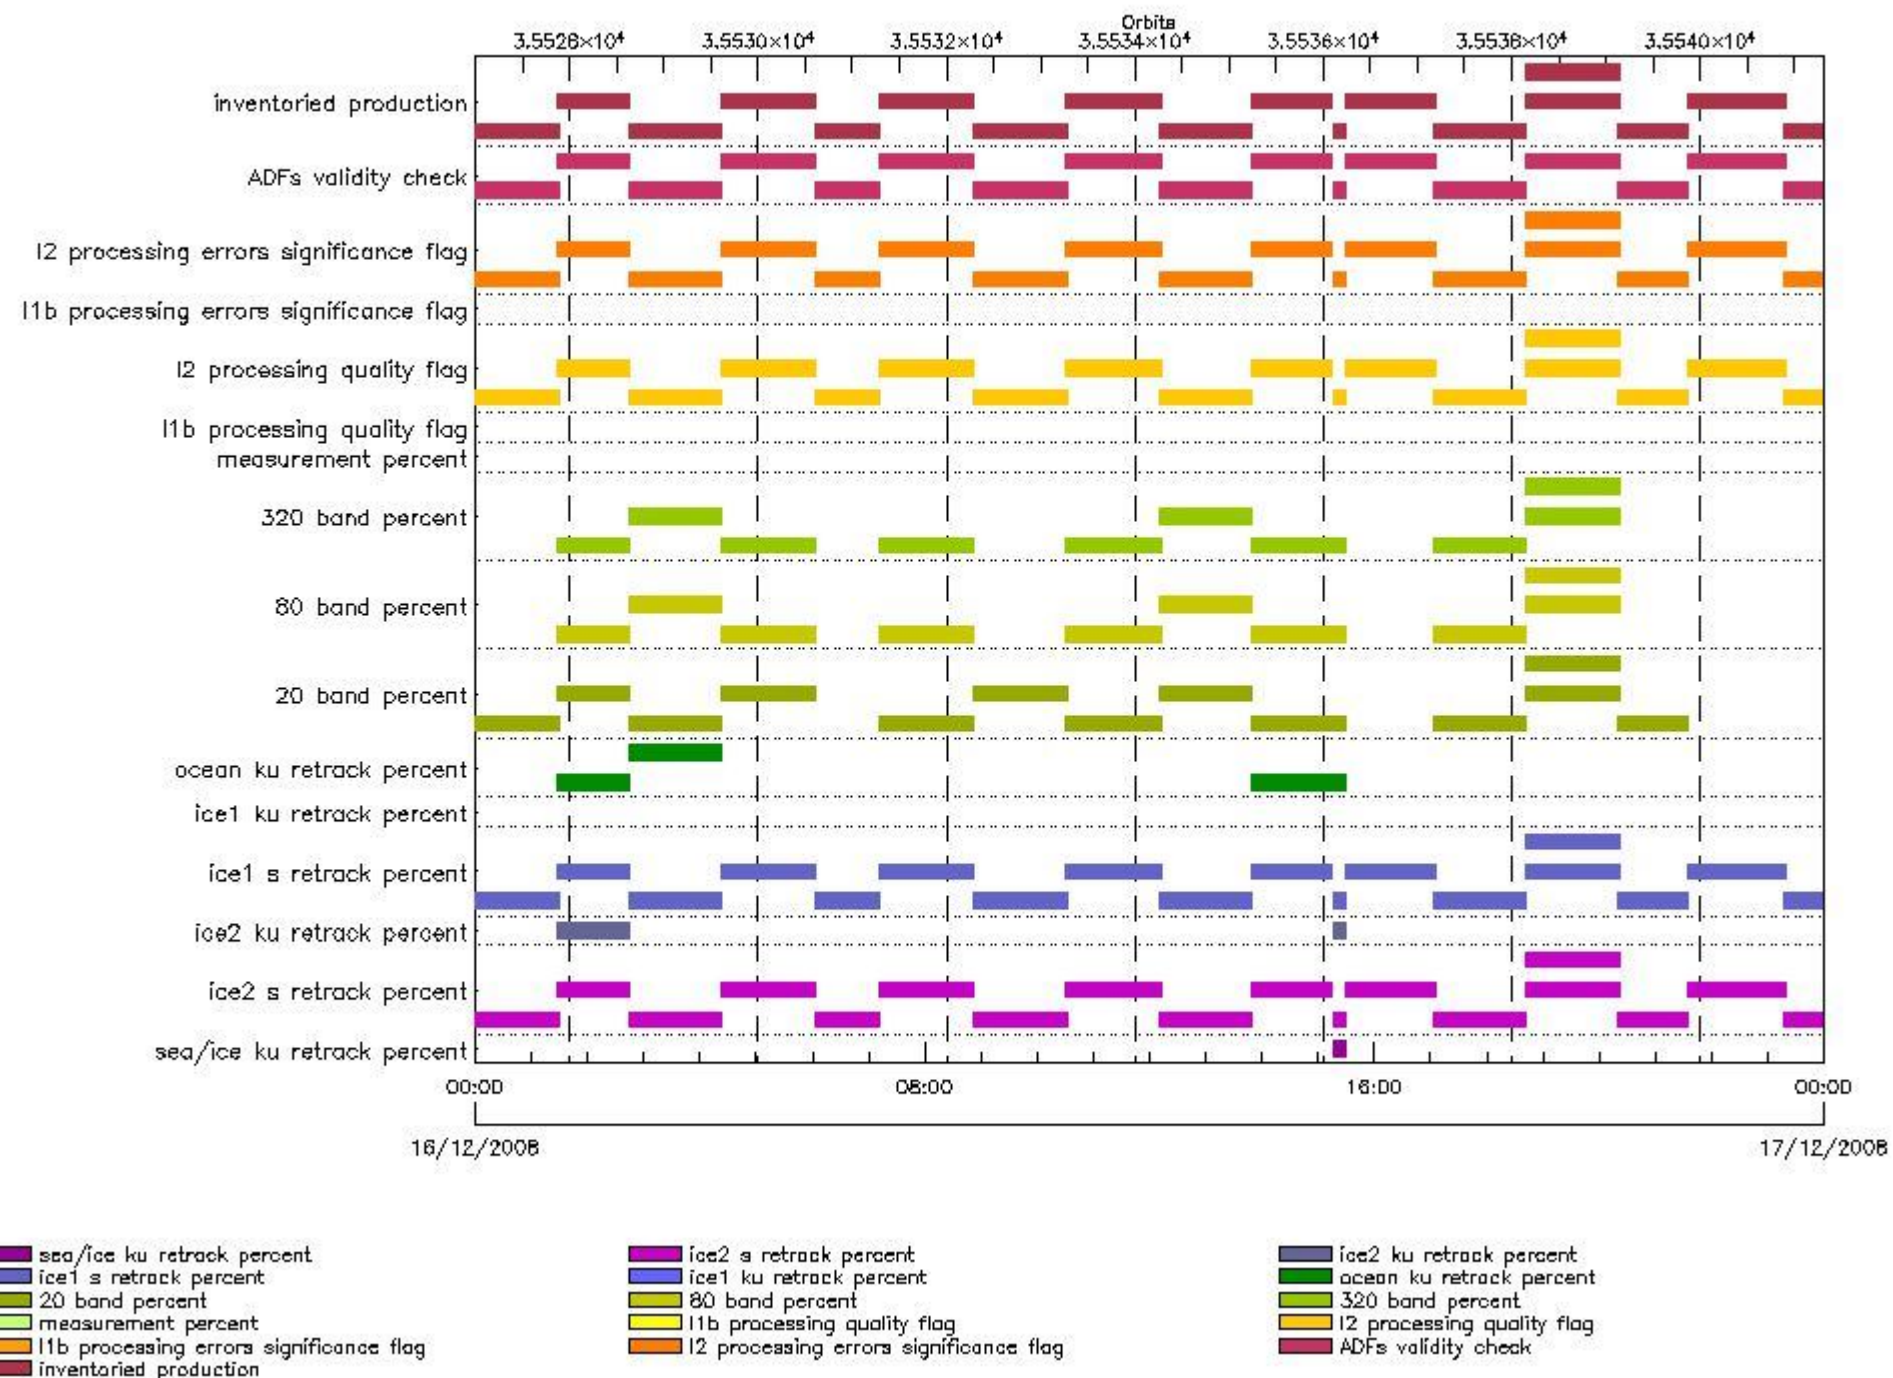 Orbits
3.5528×10⁴ 3.5530×10⁴ 3.5532×10⁴ 3.5534×10⁴ 3.5536×10⁴ 3.5538×10⁴ 3.5540×10⁴
inventoried production
ADFs validity check
l2 processing errors significance flag
l1b processing errors significance flag
l2 processing quality flag
l1b processing quality flag
measurement percent
320 band percent
80 band percent
20 band percent
ocean ku retrack percent
ice1 ku retrack percent
ice1 s retrack percent
ice2 ku retrack percent
ice2 s retrack percent
sea/ice ku retrack percent
00:00 08:00 16:00 00:00
16/12/2008 17/12/2008
sea/ice ku retrack percent ice2 s retrack percent ice2 ku retrack percent
ice1 s retrack percent ice1 ku retrack percent ocean ku retrack percent
20 band percent 80 band percent 320 band percent
measurement percent l1b processing quality flag l2 processing quality flag
l1b processing errors significance flag l2 processing errors significance flag ADFs validity check
inventoried production